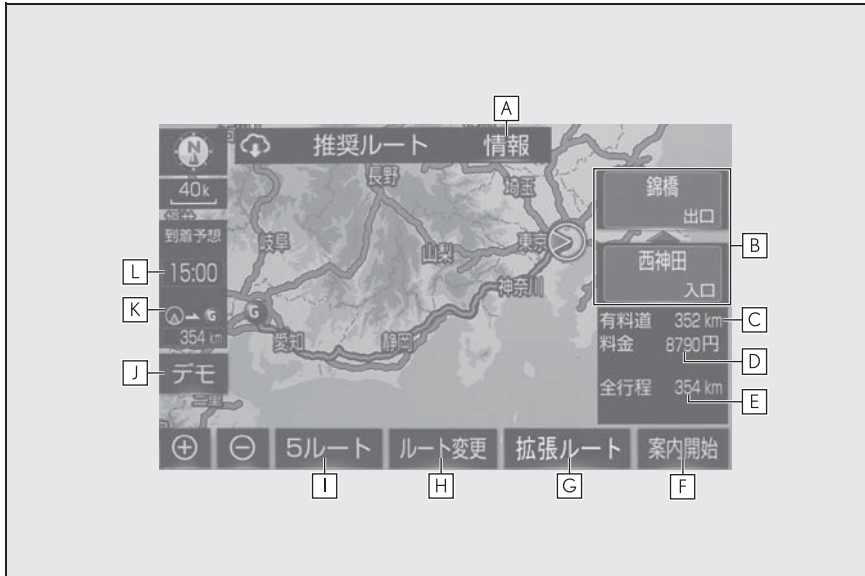 A
推奨ルート 情報
N
40k
福井
到着予想
15:00
L
K
G
354 km
J
デモ
長野
埼玉
岐阜
山梨
東京
神奈川
G
愛知
静岡
三重
錦橋
出口
B
西神田
入口
有料道 352 km
C
料金 8790円
D
全行程 354 km
E
5ルート
ルート変更
拡張ルート
案内開始
I
H
G
F